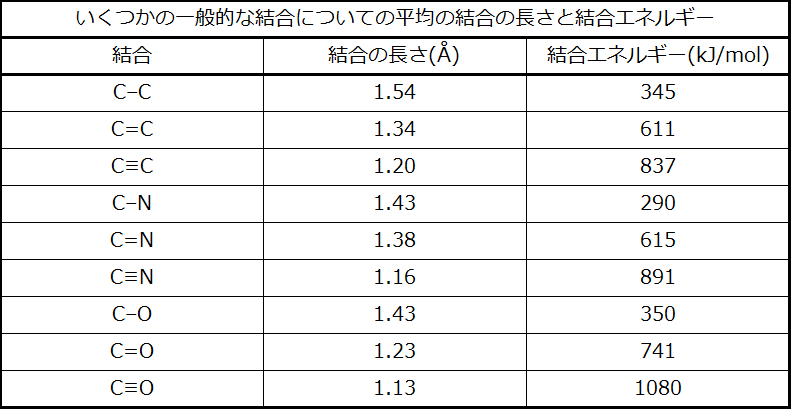 いくつかの一般的な結合についての平均の結合の長さと結合エネルギー
結合 結合の長さ(Å) 結合エネルギー(kJ/mol)
C–C 1.54 345
C=C 1.34 611
C≡C 1.20 837
C–N 1.43 290
C=N 1.38 615
C≡N 1.16 891
C–O 1.43 350
C=O 1.23 741
C≡O 1.13 1080